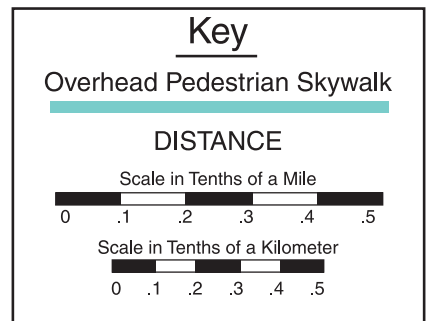 Key
Overhead Pedestrian Skywalk
DISTANCE
Scale in Tenths of a Mile
0 .1 .2 .3 .4 .5
Scale in Tenths of a Kilometer
0 .1 .2 .3 .4 .5